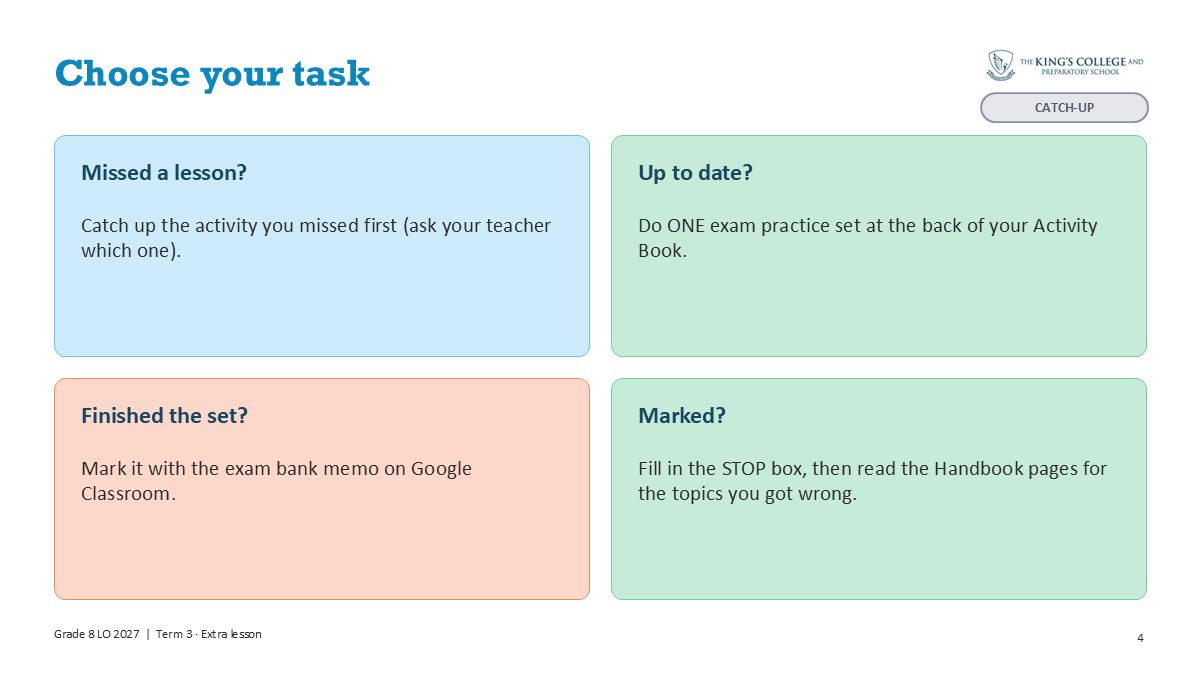 Choose your task
THE KING'S COLLEGE AND
PREPARATORY SCHOOL
CATCH-UP
Missed a lesson?
Catch up the activity you missed first (ask your teacher
which one).
Up to date?
Do ONE exam practice set at the back of your Activity
Book.
Finished the set?
Mark it with the exam bank memo on Google
Classroom.
Marked?
Fill in the STOP box, then read the Handbook pages for
the topics you got wrong.
Grade 8 LO 2027 | Term 3 · Extra lesson
4